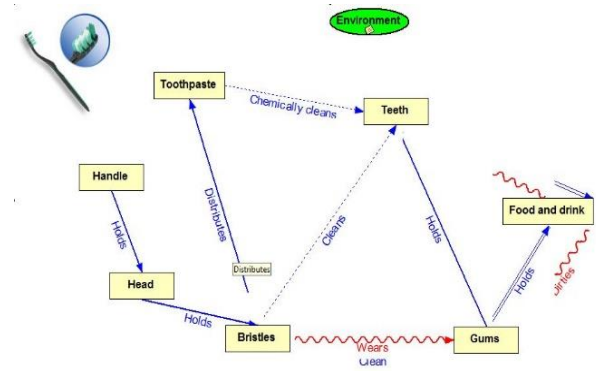 Environment
Toothpaste
Chemically cleans
Teeth
Handle
Holds
Distributes
Cleans
Holds
Food and drink
Distributes
Head
Holds
Dirties
Holds
Bristles
Wears
Gums
Clean